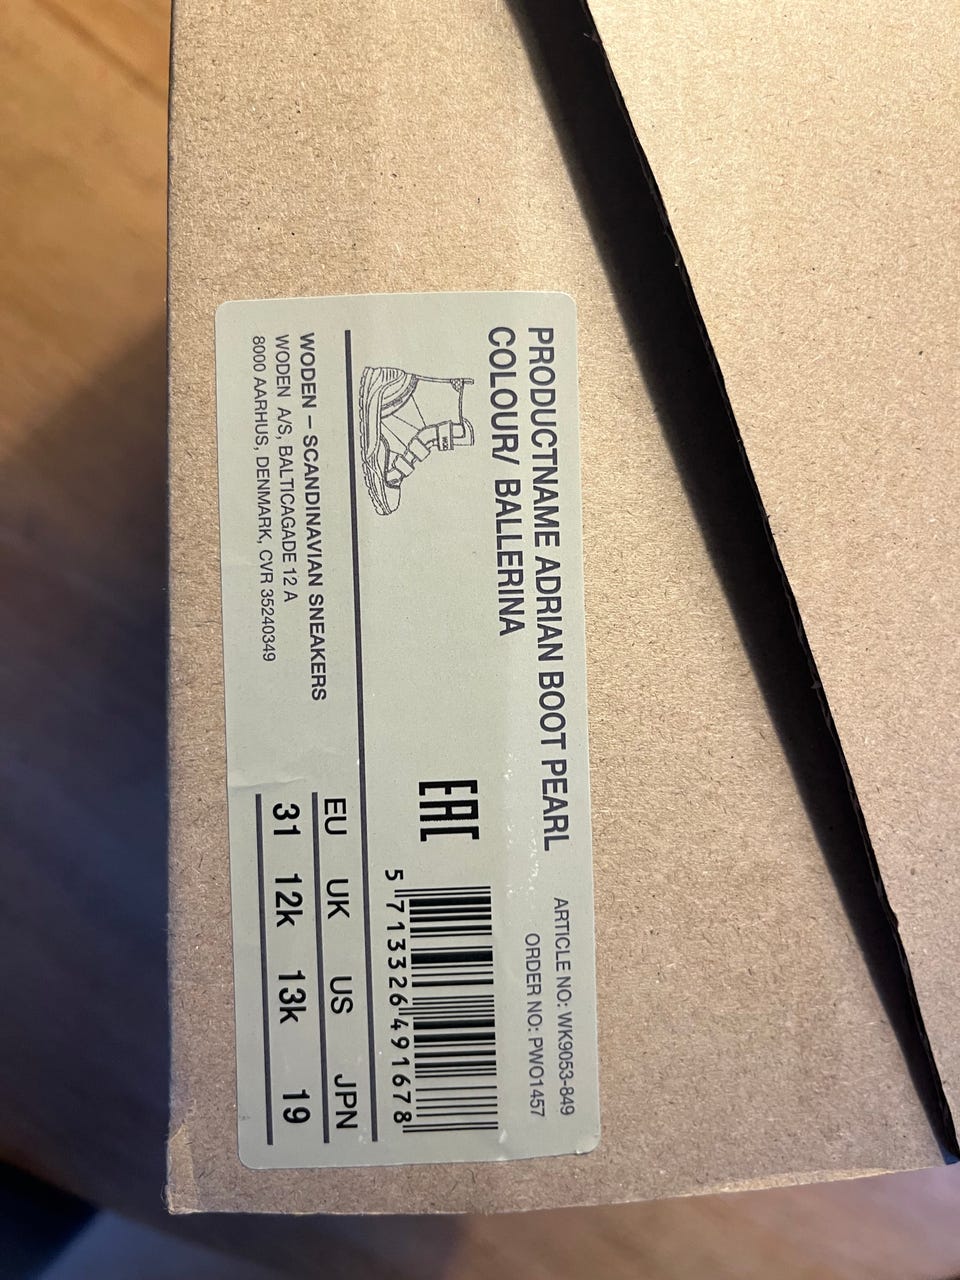 PRODUCTNAME ADRIAN BOOT PEARL
COLOUR/ BALLERINA
ARTICLE NO: WK9053-849
ORDER NO: PWO1457
EAC
5 713326 491678
EU UK US JPN
31 12k 13k 19
WODEN – SCANDINAVIAN SNEAKERS
WODEN A/S, BALTICAGADE 12 A
8000 AARHUS, DENMARK, CVR 35240349